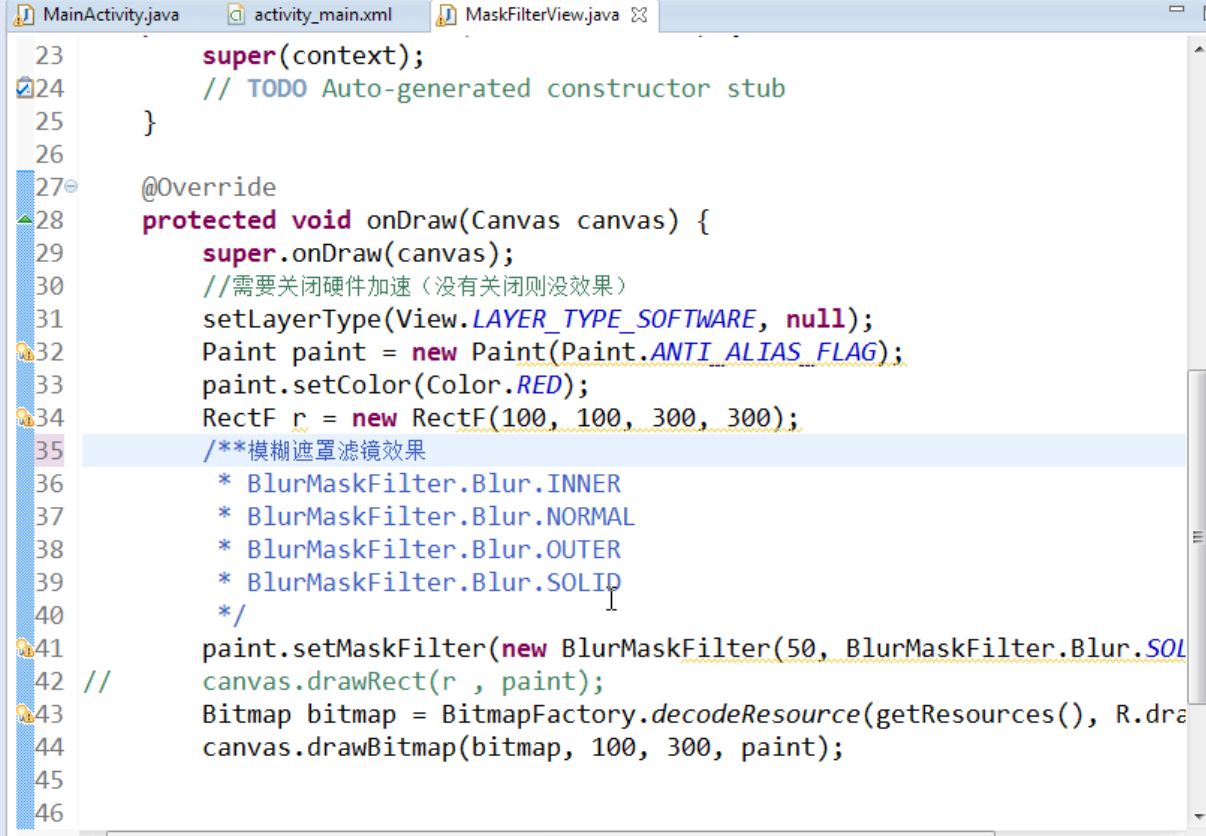 MainActivity.java activity_main.xml MaskFilterView.java
23 super(context);
24 // TODO Auto-generated constructor stub
25 }
26
27 @Override
28 protected void onDraw(Canvas canvas) {
29 super.onDraw(canvas);
30 //需要关闭硬件加速（没有关闭则没效果）
31 setLayerType(View.LAYER_TYPE_SOFTWARE, null);
32 Paint paint = new Paint(Paint.ANTI_ALIAS_FLAG);
33 paint.setColor(Color.RED);
34 RectF r = new RectF(100, 100, 300, 300);
35 /**模糊遮罩滤镜效果
36 * BlurMaskFilter.Blur.INNER
37 * BlurMaskFilter.Blur.NORMAL
38 * BlurMaskFilter.Blur.OUTER
39 * BlurMaskFilter.Blur.SOLID
40 */
41 paint.setMaskFilter(new BlurMaskFilter(50, BlurMaskFilter.Blur.SOL
42 // canvas.drawRect(r , paint);
43 Bitmap bitmap = BitmapFactory.decodeResource(getResources(), R.dra
44 canvas.drawBitmap(bitmap, 100, 300, paint);
45
46